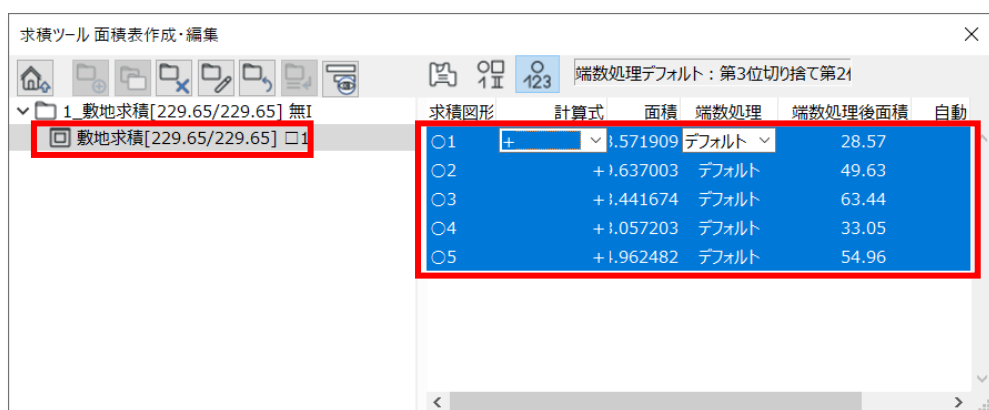 求積ツール 面積表作成・編集
端数処理デフォルト：第3位切り捨て第2
1_敷地求積[229.65/229.65] 無
敷地求積[229.65/229.65] □1
求積図形 計算式 面積 端数処理 端数処理後面積 自動
○1 + .571909 デフォルト 28.57
○2 + .637003 デフォルト 49.63
○3 + .441674 デフォルト 63.44
○4 + .057203 デフォルト 33.05
○5 + .962482 デフォルト 54.96